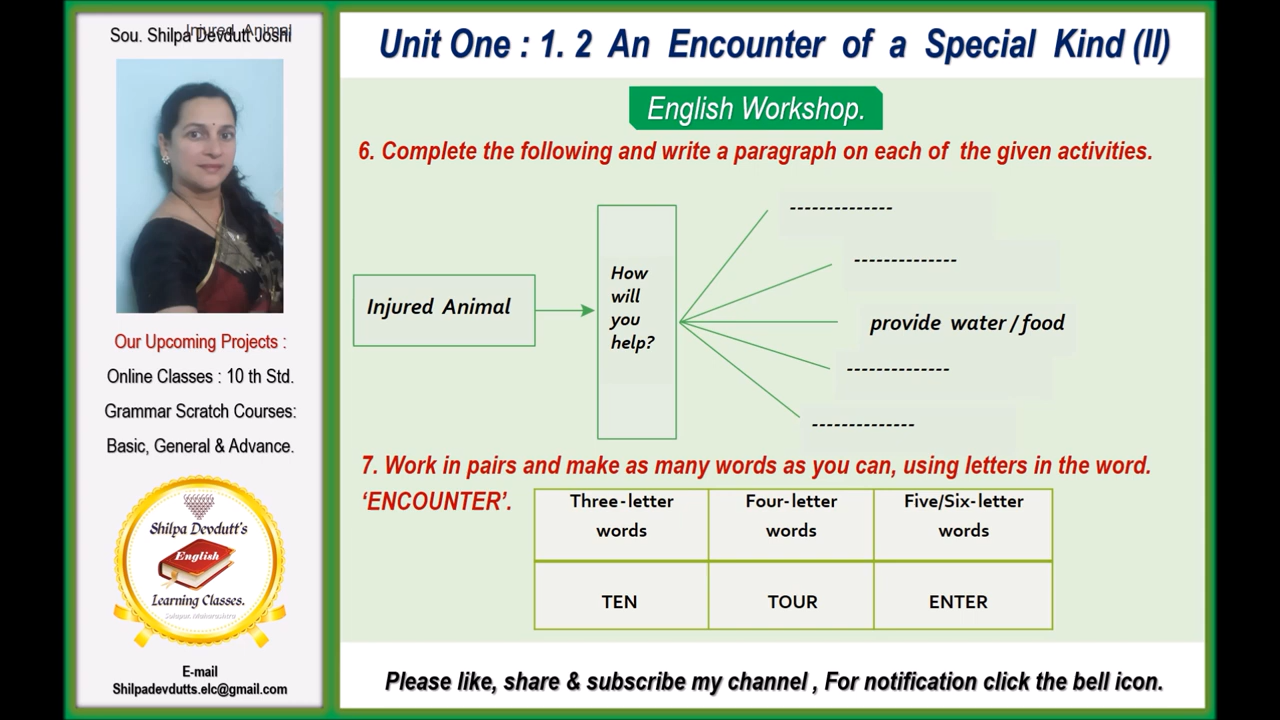 Sou. Shilpa Devdutt Joshi
Injured Animal
Our Upcoming Projects :
Online Classes : 10 th Std.
Grammar Scratch Courses:
Basic, General & Advance.
Shilpa Devdutt's
English
Learning Classes.
Solapur, Maharashtra
E-mail
Shilpadevdutts.elc@gmail.com
Unit One : 1. 2 An Encounter of a Special Kind (II)
English Workshop.
6. Complete the following and write a paragraph on each of the given activities.
Injured Animal
How
will
you
help?
--------------
--------------
provide water / food
--------------
--------------
7. Work in pairs and make as many words as you can, using letters in the word.
‘ENCOUNTER’.
Three-letter words
Four-letter words
Five/Six-letter words
TEN
TOUR
ENTER
Please like, share & subscribe my channel , For notification click the bell icon.